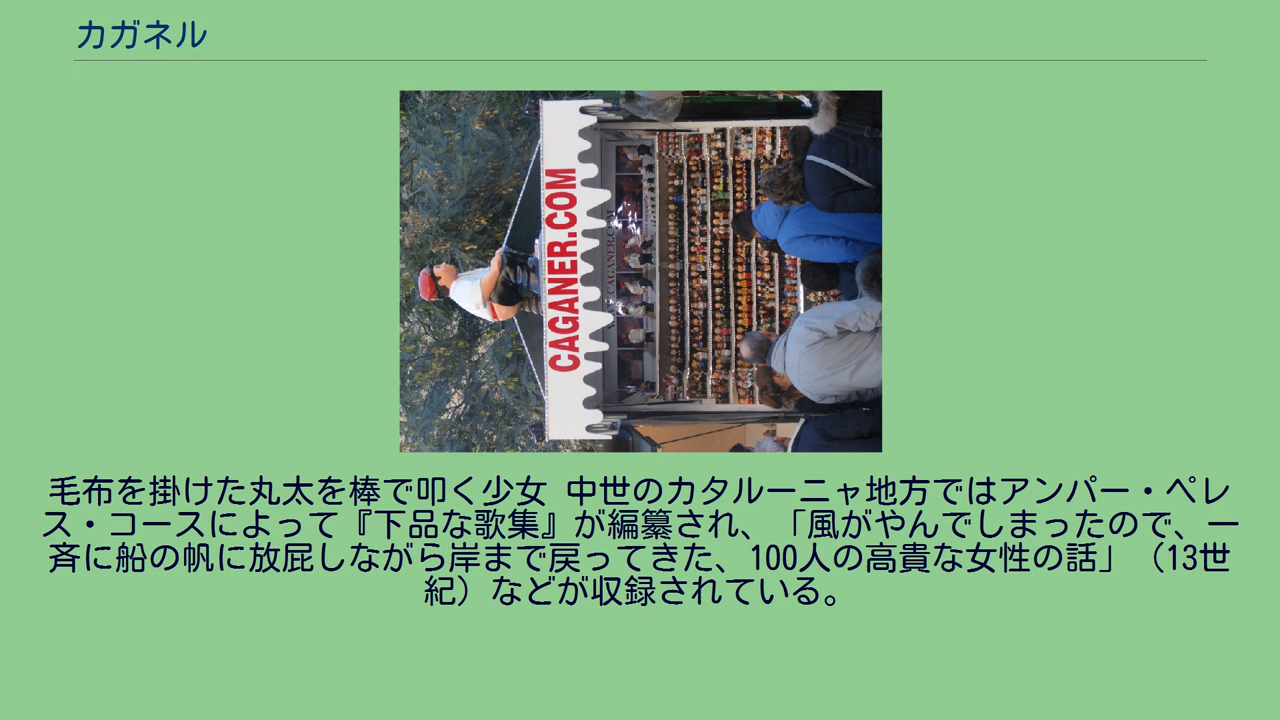 カガネル
CAGANER.COM
毛布を掛けた丸太を棒で叩く少女 中世のカタルーニャ地方ではアンパー・ペレ
ス・コースによって『下品な歌集』が編纂され、「風がやんでしまったので、一
斉に船の帆に放屁しながら岸まで戻ってきた、100人の高貴な女性の話」（13世
紀）などが収録されている。